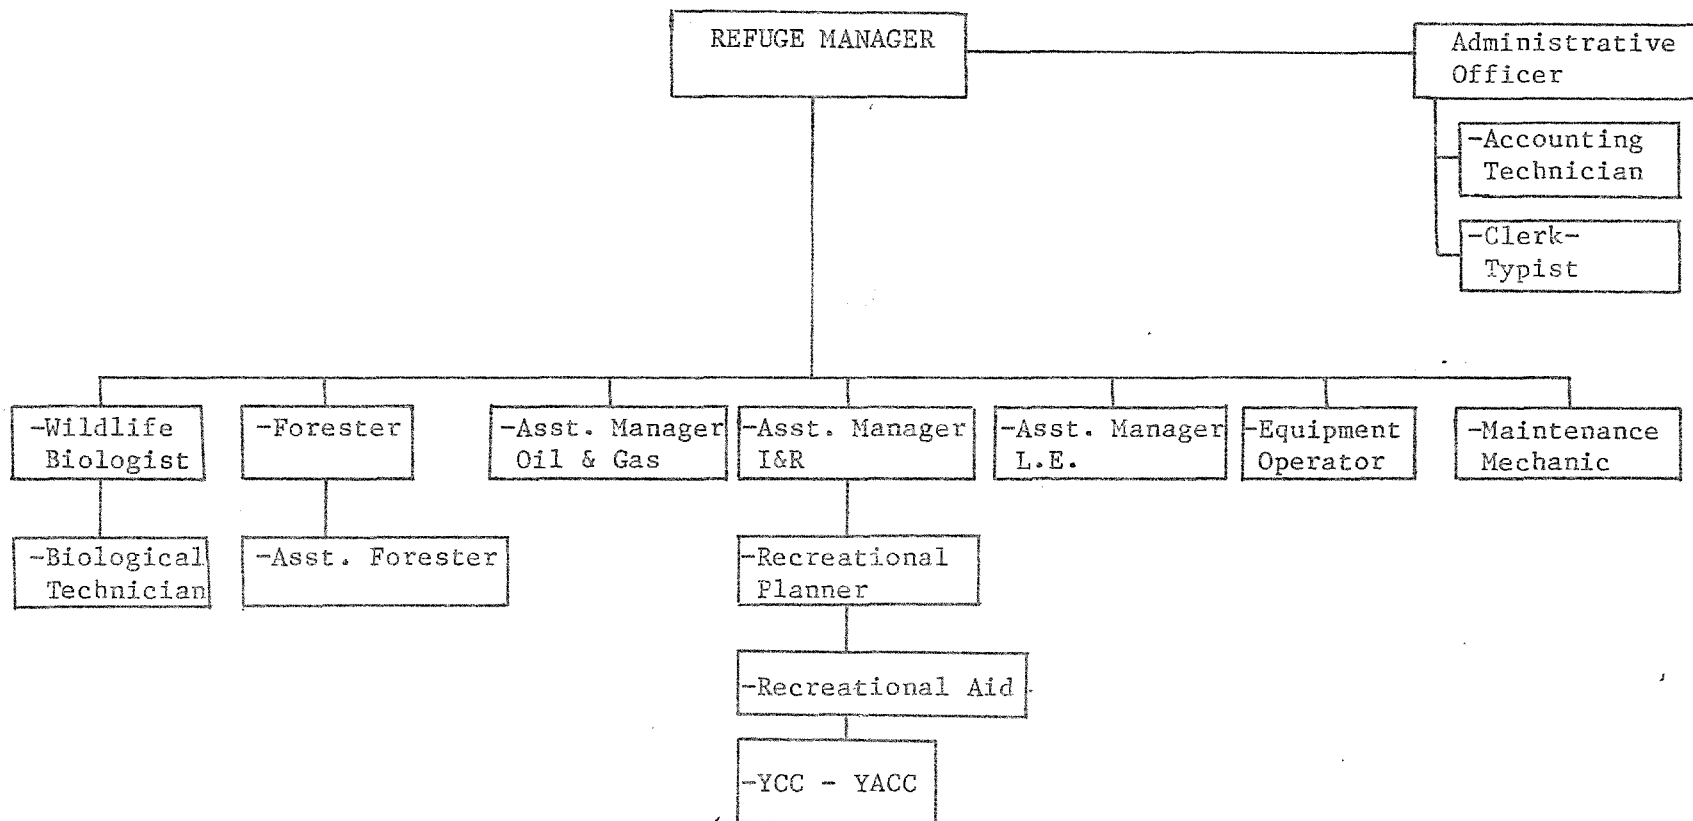 REFUGE MANAGER
Administrative
Officer
-Accounting
Technician
-Clerk-
Typist
-Wildlife
Biologist
-Forester
-Asst. Manager
Oil & Gas
-Asst. Manager
I&R
-Asst. Manager
L.E.
-Equipment
Operator
-Maintenance
Mechanic
-Biological
Technician
-Asst. Forester
-Recreational
Planner
-Recreational Aid
-YCC - YACC